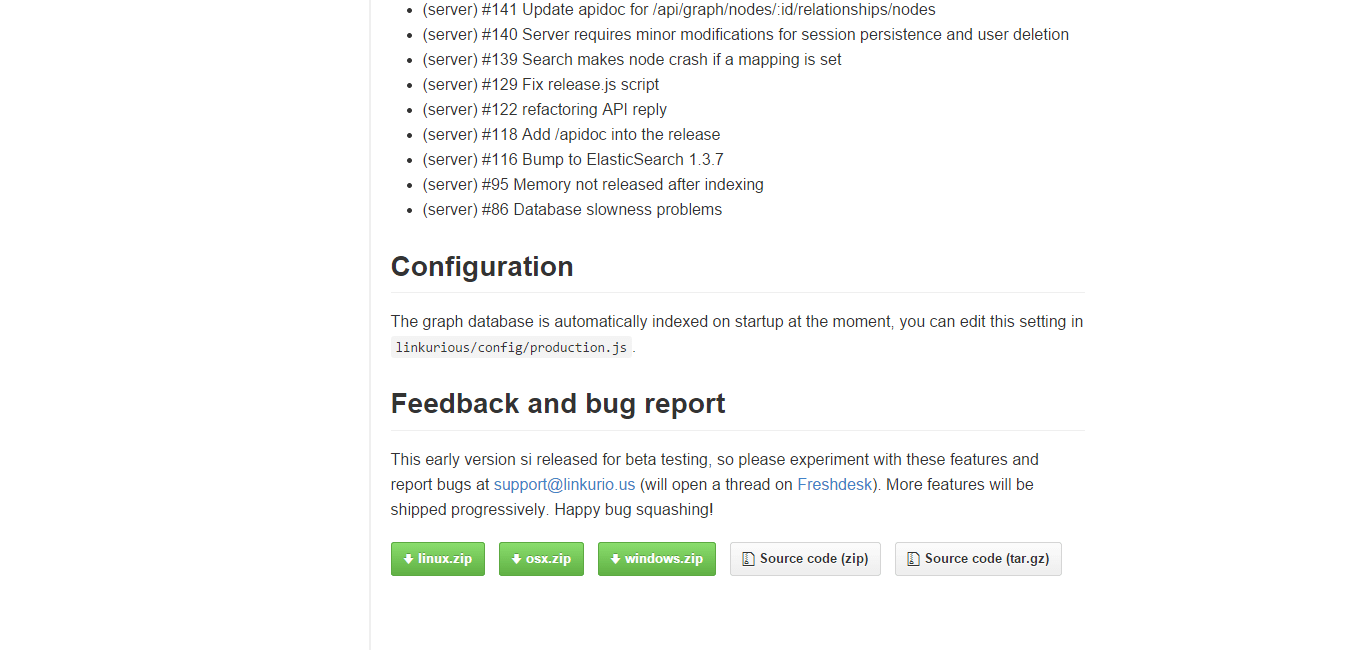 (server) #141 Update apidoc for /api/graph/nodes/:id/relationships/nodes
(server) #140 Server requires minor modifications for session persistence and user deletion
(server) #139 Search makes node crash if a mapping is set
(server) #129 Fix release.js script
(server) #122 refactoring API reply
(server) #118 Add /apidoc into the release
(server) #116 Bump to ElasticSearch 1.3.7
(server) #95 Memory not released after indexing
(server) #86 Database slowness problems
Configuration
The graph database is automatically indexed on startup at the moment, you can edit this setting in
linkurious/config/production.js .
Feedback and bug report
This early version si released for beta testing, so please experiment with these features and
report bugs at support@linkurio.us (will open a thread on Freshdesk). More features will be
shipped progressively. Happy bug squashing!
linux.zip osx.zip windows.zip Source code (zip) Source code (tar.gz)